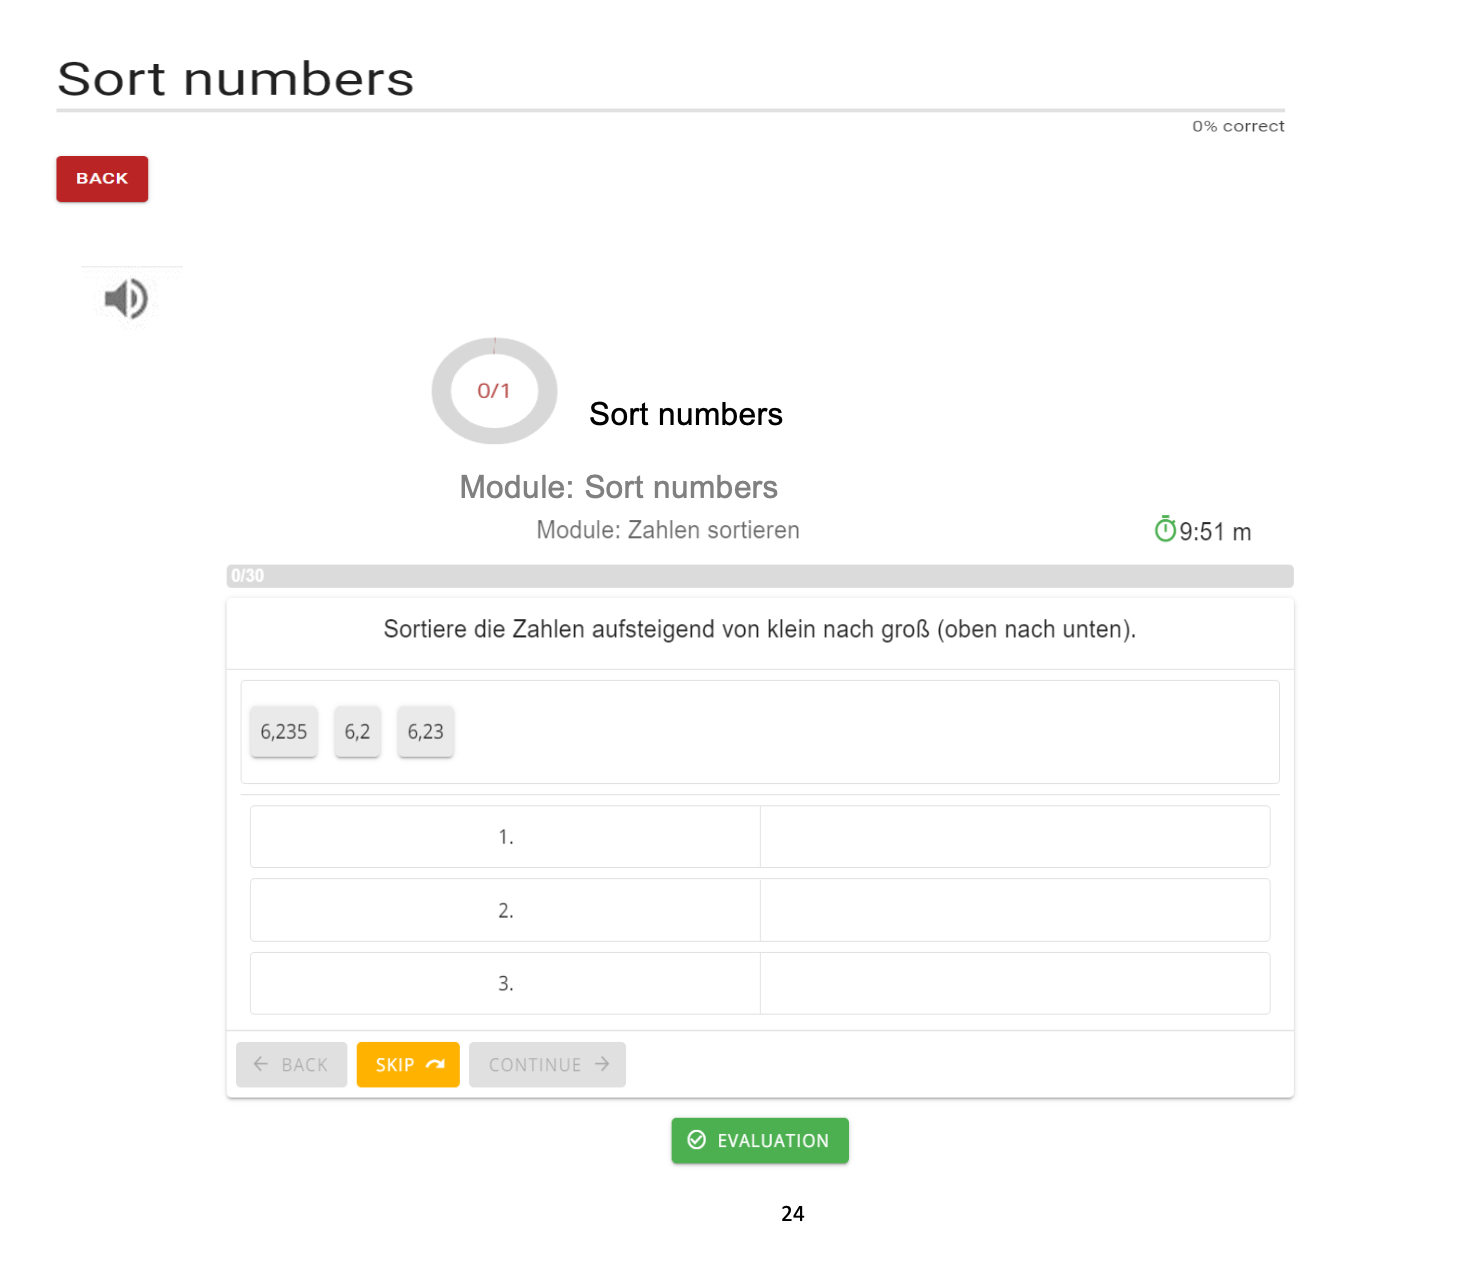 Sort numbers
0% correct
BACK
0/1
Sort numbers
Module: Sort numbers
Module: Zahlen sortieren
9:51 m
0/30
Sortiere die Zahlen aufsteigend von klein nach groß (oben nach unten).
6,235 6,2 6,23
1.
2.
3.
BACK SKIP CONTINUE
EVALUATION
24